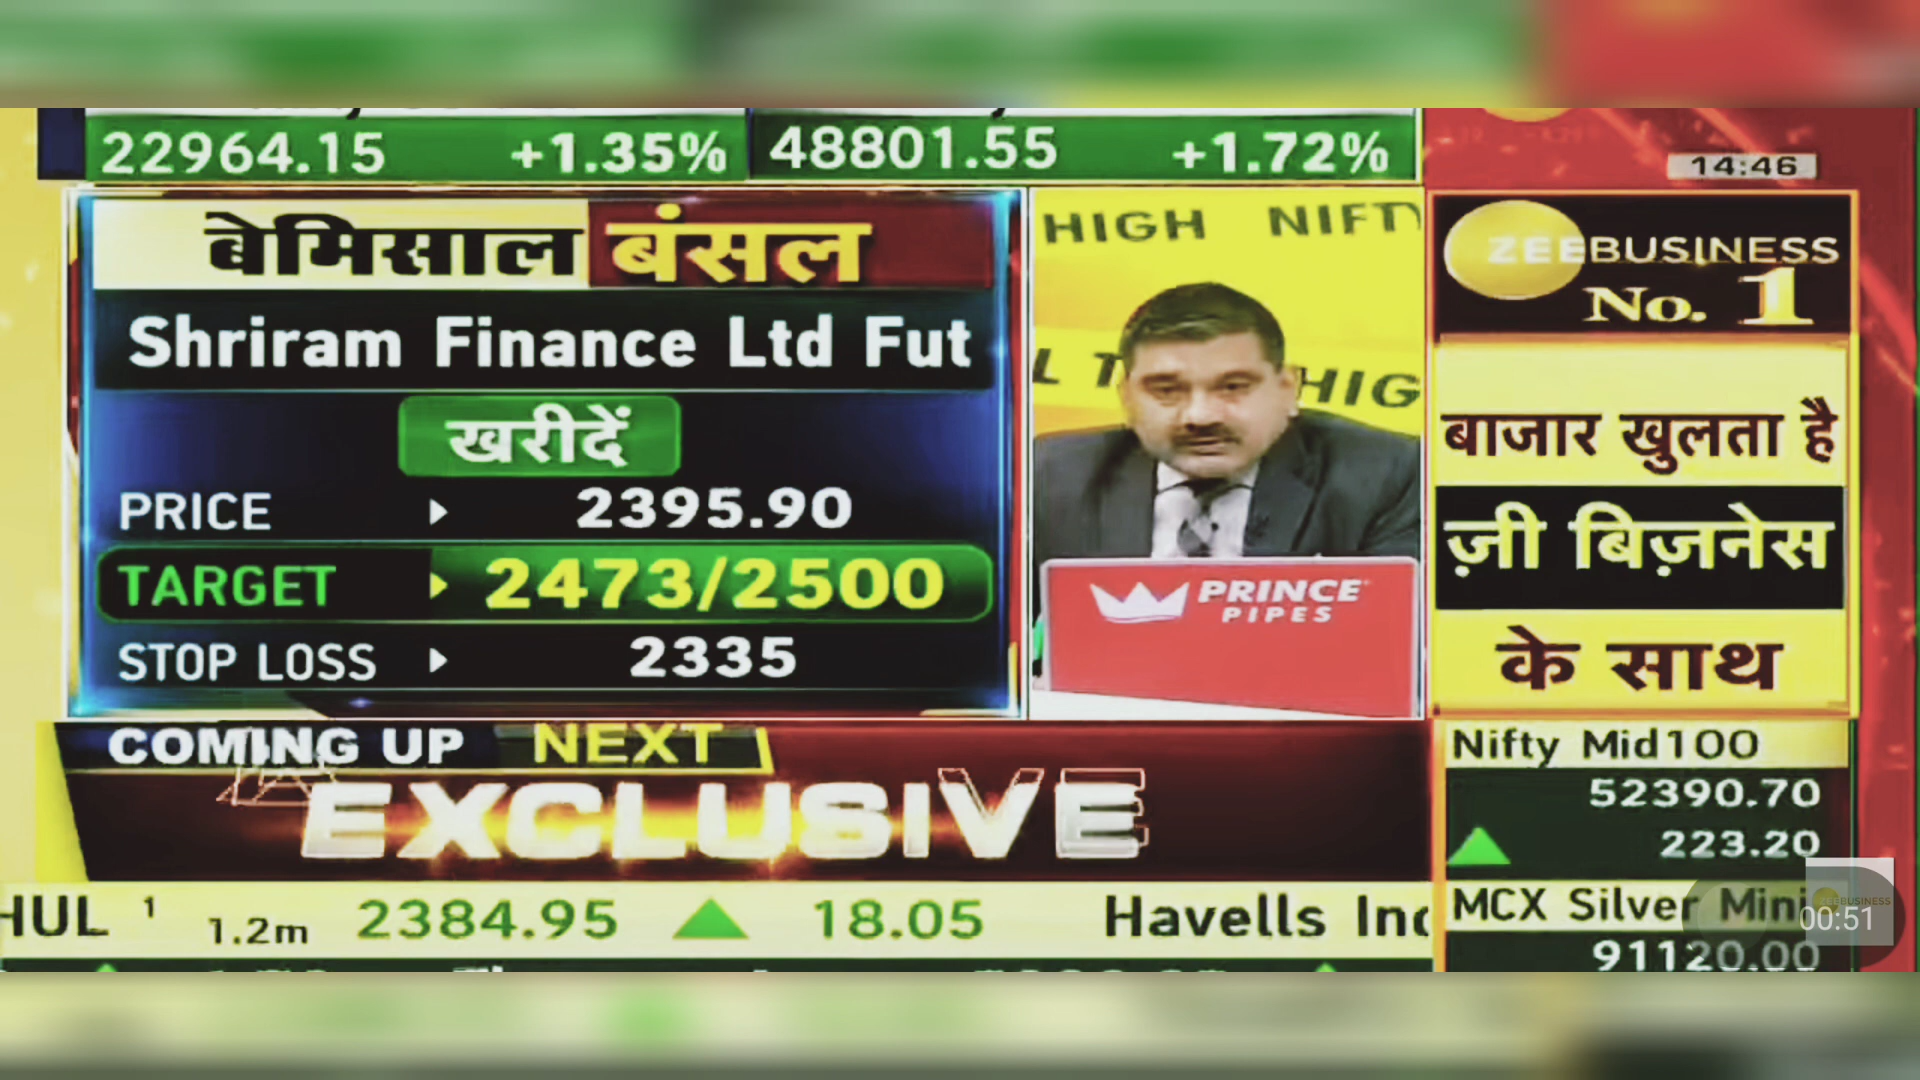 22964.15 +1.35% 48801.55 +1.72%
14:46
बेमिसाल बंसल
Shriram Finance Ltd Fut
खरीदें
PRICE 2395.90
TARGET 2473/2500
STOP LOSS 2335
HIGH NIFTY
L T HIG
PRINCE
PIPES
ZEEBUSINESS
No. 1
बाजार खुलता है
ज़ी बिज़नेस
के साथ
COMING UP NEXT
EXCLUSIVE
HUL 1 1.2m 2384.95 18.05 Havells Inc
Nifty Mid100
52390.70
223.20
MCX Silver Mini
91120.00
ZEEBUSINESS
00:51